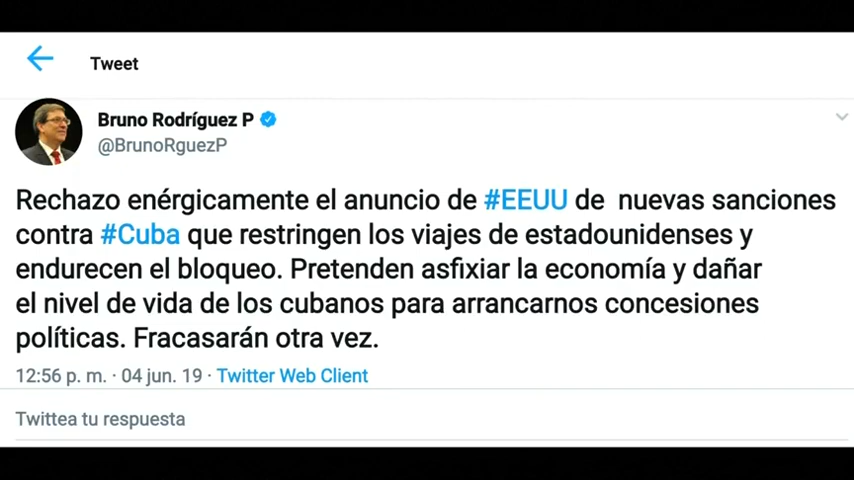 Tweet
Bruno Rodríguez P
@BrunoRguezP
Rechazo enérgicamente el anuncio de #EEUU de nuevas sanciones
contra #Cuba que restringen los viajes de estadounidenses y
endurecen el bloqueo. Pretenden asfixiar la economía y dañar
el nivel de vida de los cubanos para arrancarnos concesiones
políticas. Fracasarán otra vez.
12:56 p. m. · 04 jun. 19 · Twitter Web Client
Twittea tu respuesta